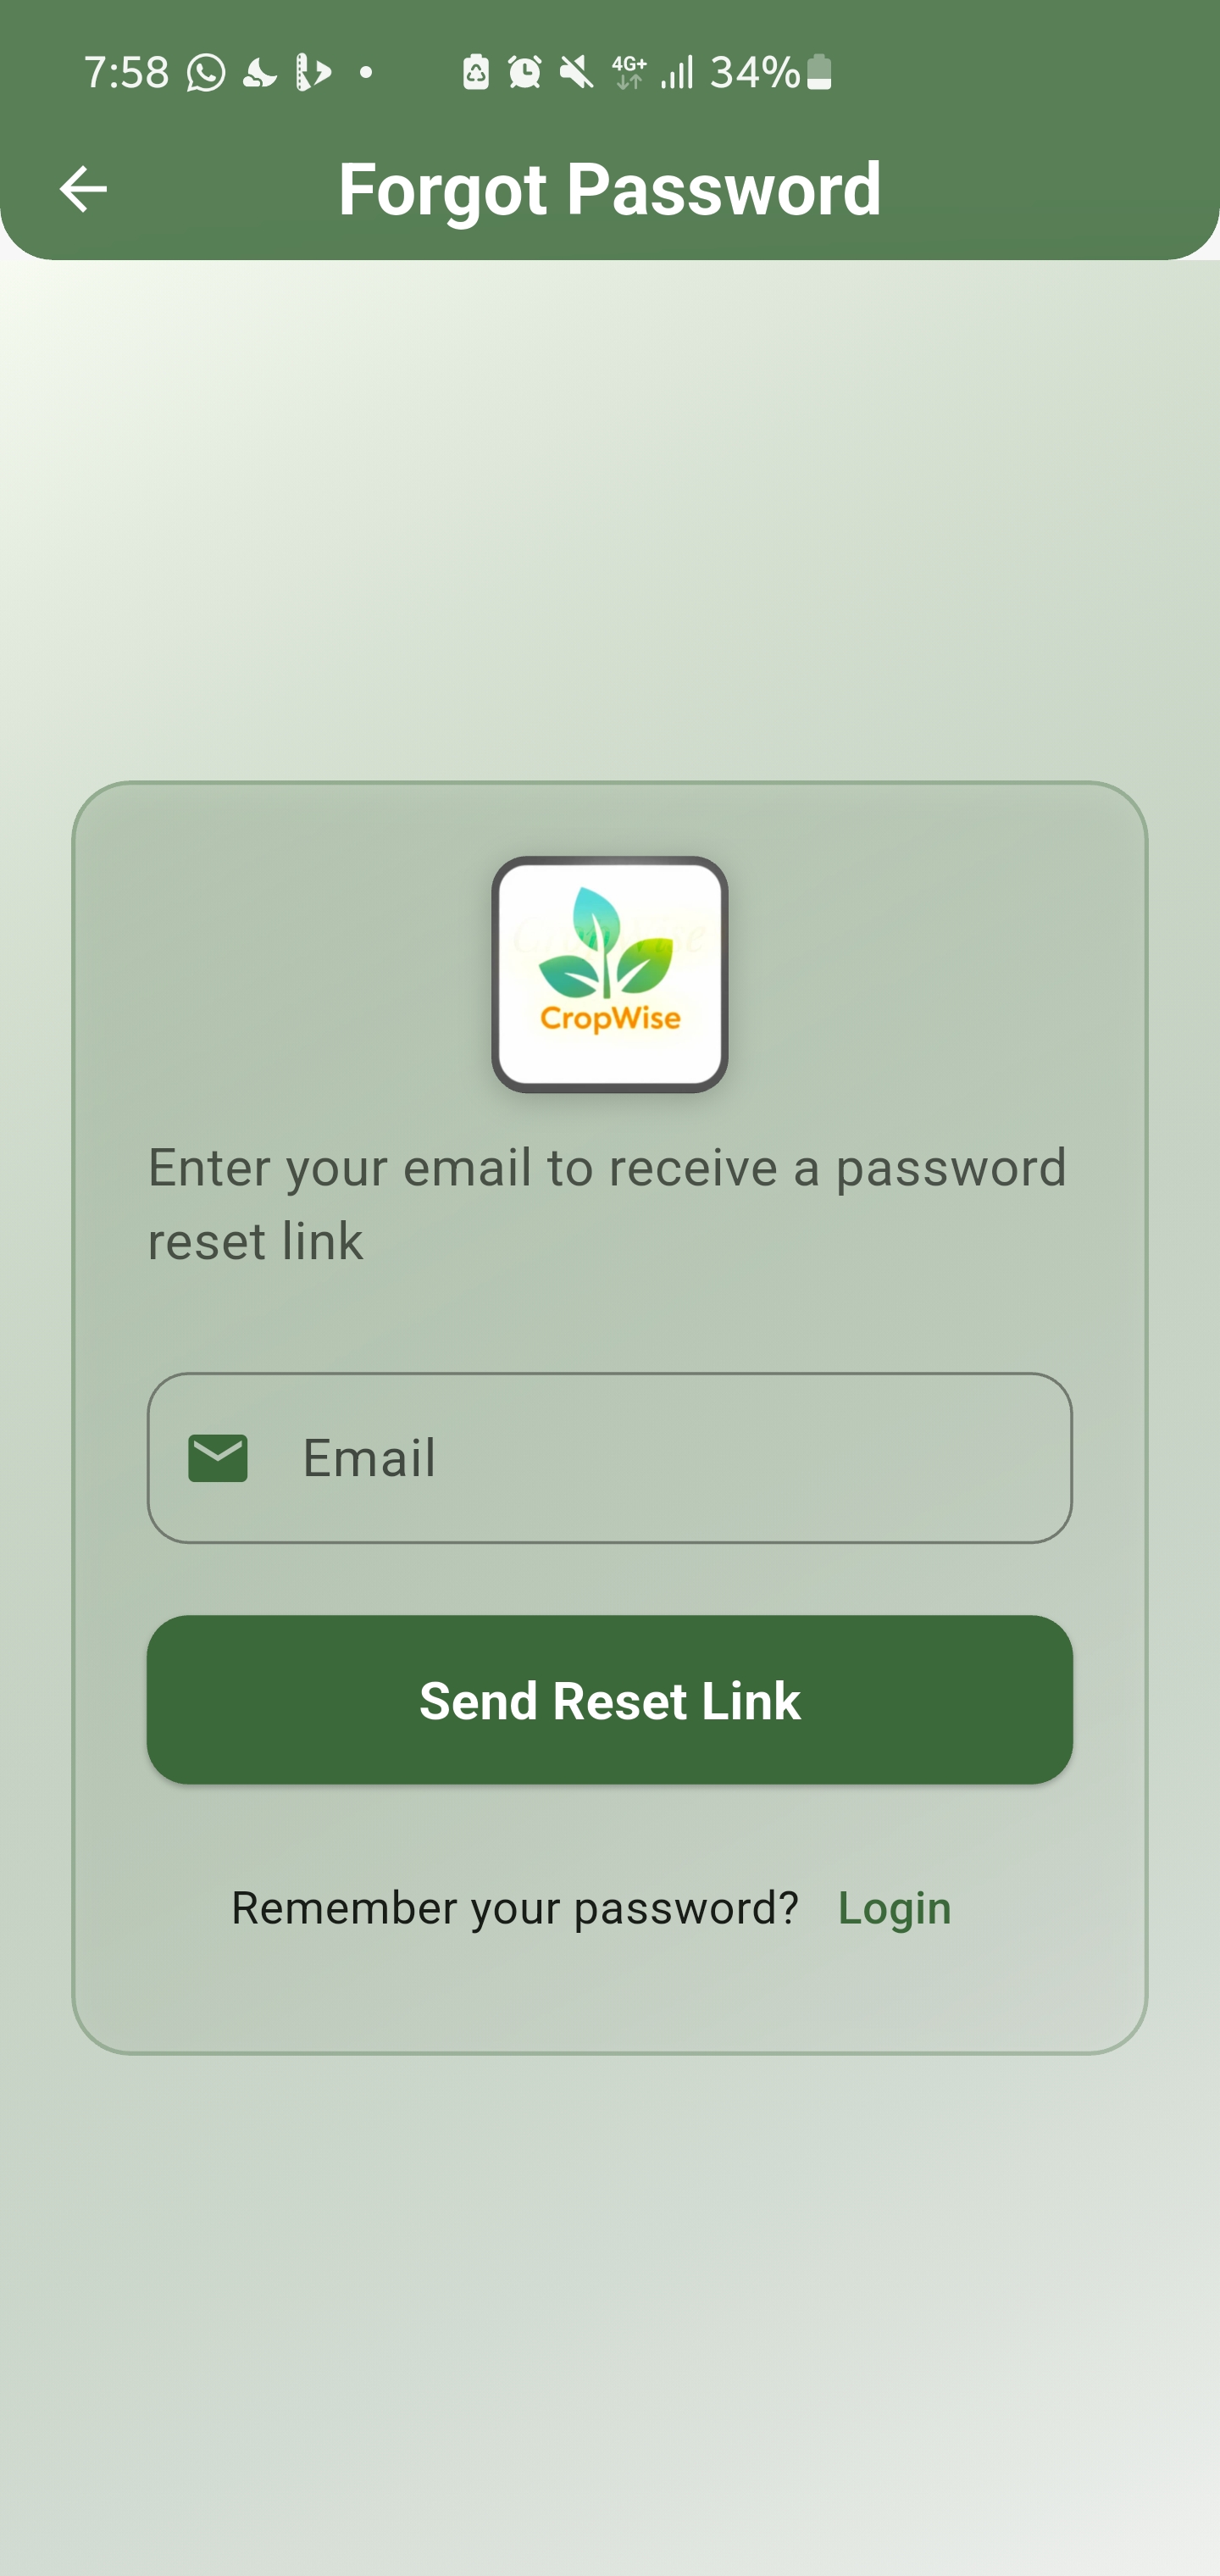 7:58
4G+ 34%
Forgot Password
CropWise
Enter your email to receive a password
reset link
Email
Send Reset Link
Remember your password? Login